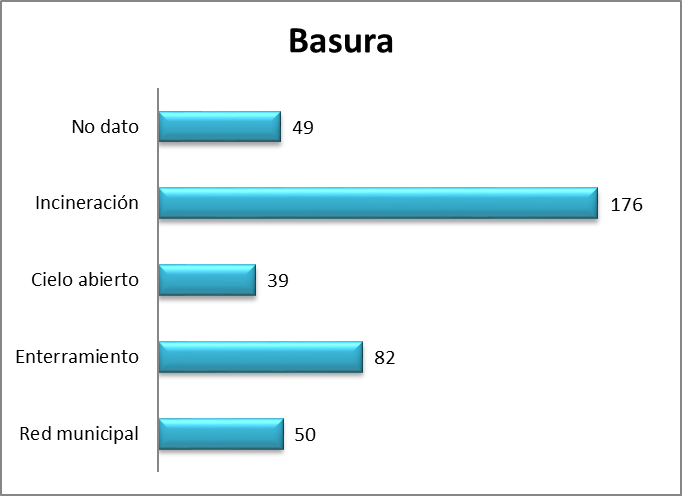 Basura
No dato 49
Incineración 176
Cielo abierto 39
Enterramiento 82
Red municipal 50